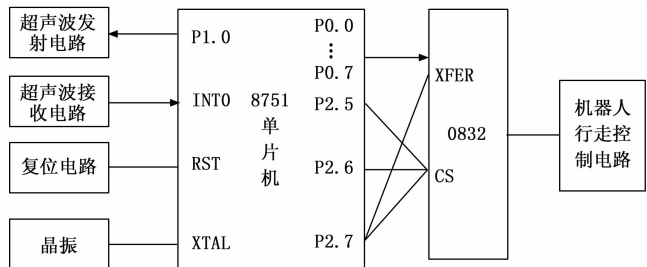 超声波发
射电路
超声波接
收电路
复位电路
晶振
P1.0
INT0
RST
XTAL
8751
单
片
机
P0.0
⋮
P0.7
P2.5
P2.6
P2.7
XFER
0832
CS
机器人
行走控
制电路